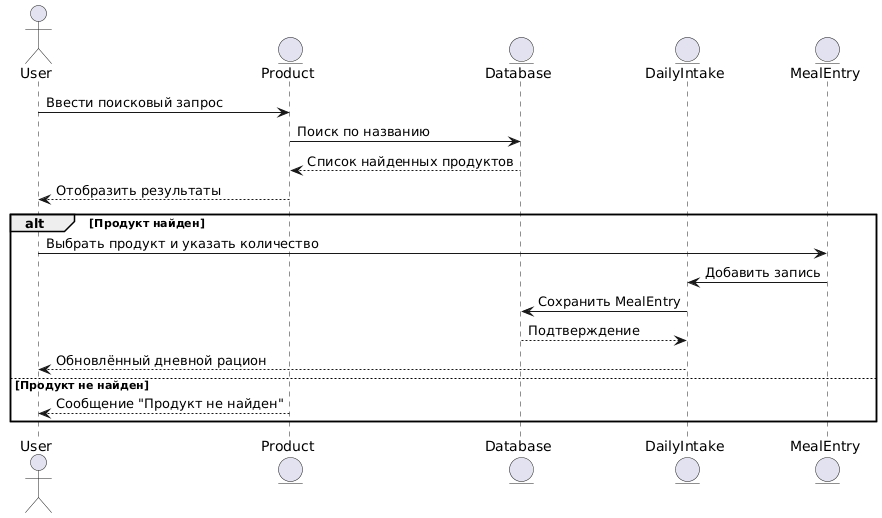 User
Product
Database
DailyIntake
MealEntry
Ввести поисковый запрос
Поиск по названию
Список найденных продуктов
Отобразить результаты
alt [Продукт найден]
Выбрать продукт и указать количество
Добавить запись
Сохранить MealEntry
Подтверждение
Обновлённый дневной рацион
[Продукт не найден]
Сообщение "Продукт не найден"
User
Product
Database
DailyIntake
MealEntry